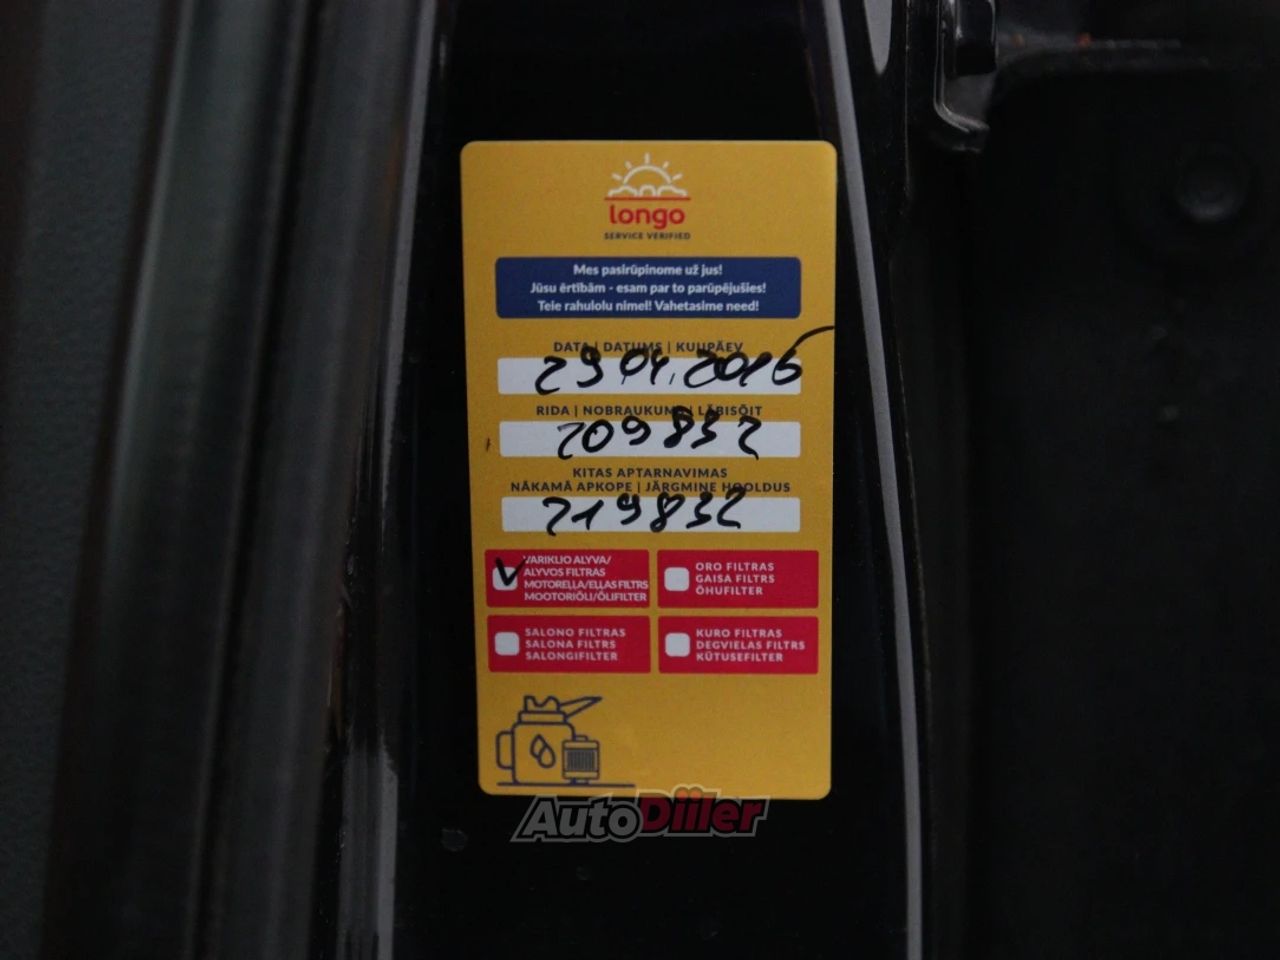 longo
SERVICE VERIFIED
Mes pasirūpinome už jus!
Jūsu ērtībām - esam par to parūpējušies!
Teie rahulolu nimel! Vahetasime need!
DATA | DATUMS | KUUPÄEV
29.04.2016
RIDA | NOBRAUKUMS | LÄBISÕIT
209832
KITAS APTARNAVIMAS
NĀKAMĀ APKOPE | JÄRGMINE HOOLDUS
219832
VARIKLIO ALYVA/
ALYVOS FILTRAS
MOTOREĻĻA/EĻĻAS FILTRS
MOOTORIÕLI/ÕLIFILTER
ORO FILTRAS
GAISA FILTRS
ÕHUFILTER
SALONO FILTRAS
SALONA FILTRS
SALONGIFILTER
KURO FILTRAS
DEGVIELAS FILTRS
KÜTUSEFILTER
AutoDiiler